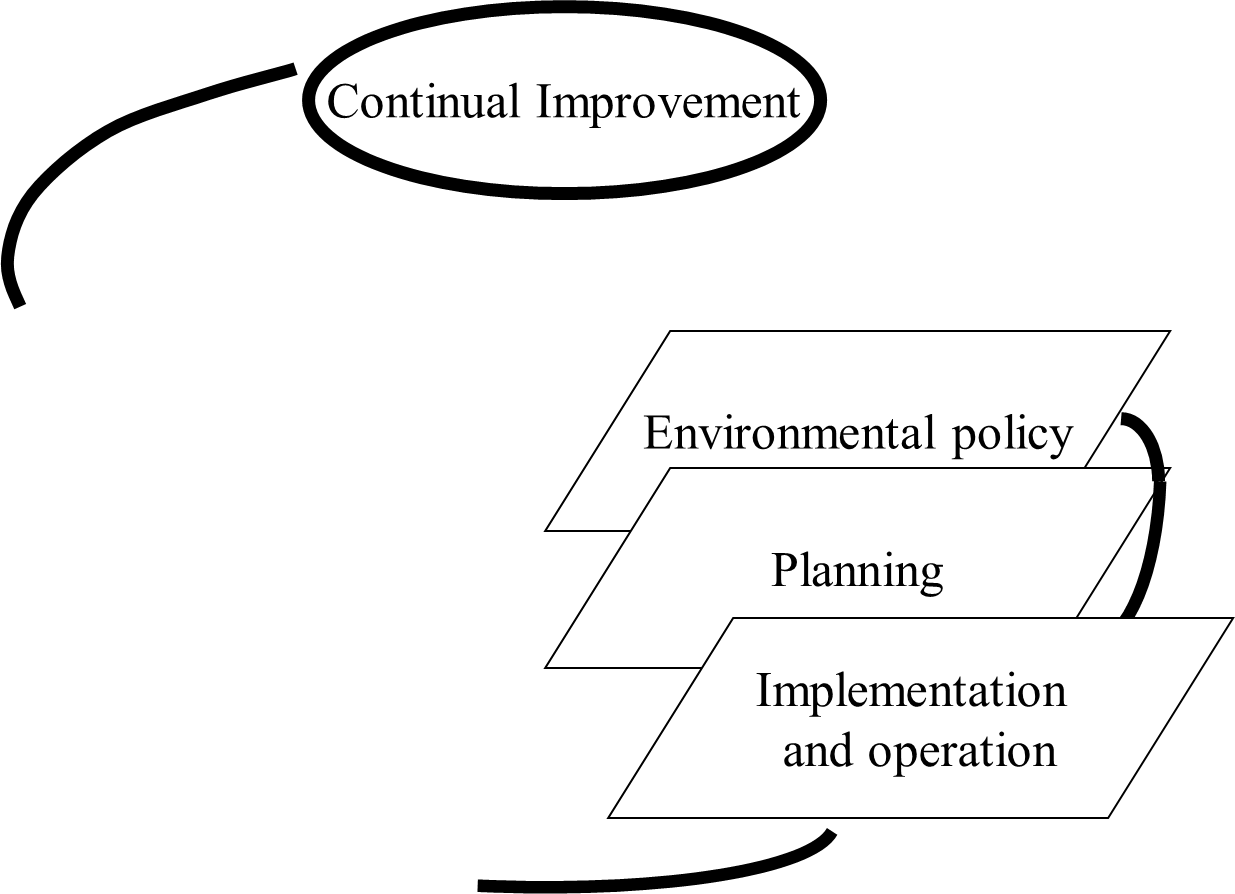 Continual Improvement
Environmental policy
Planning
Implementation
and operation